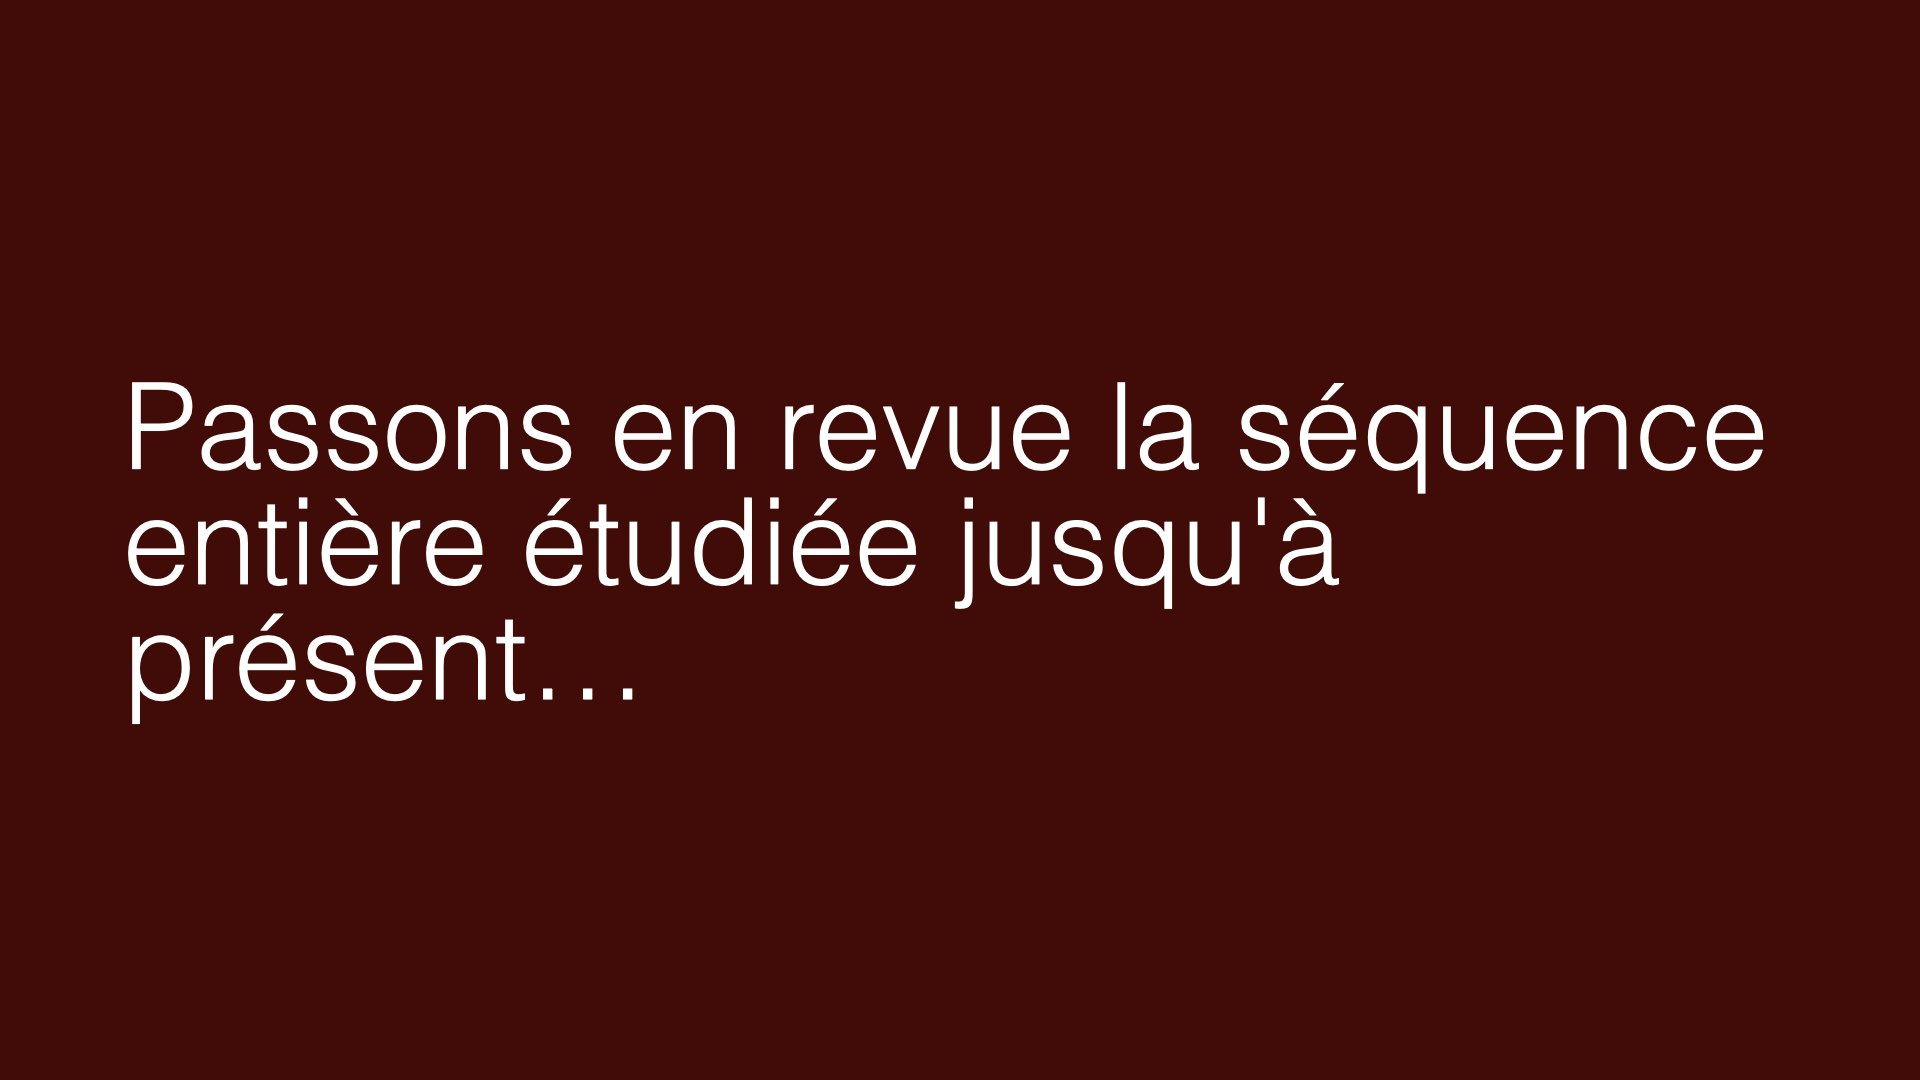 Passons en revue la séquence
entière étudiée jusqu'à
présent…